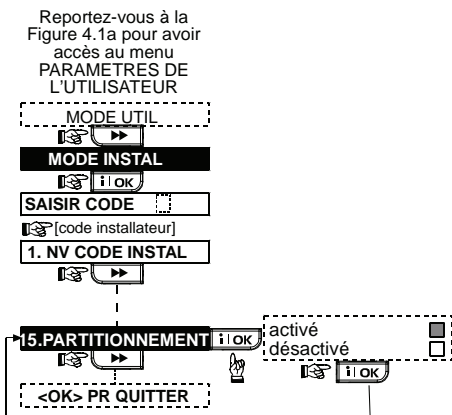 Reportez-vous à la
Figure 4.1a pour avoir
accès au menu
PARAMETRES DE
L'UTILISATEUR
MODE UTIL
MODE INSTAL
i OK
SAISIR CODE
[code installateur]
1. NV CODE INSTAL
15.PARTITIONNEMENT
i OK
activé
désactivé
i OK
<OK> PR QUITTER